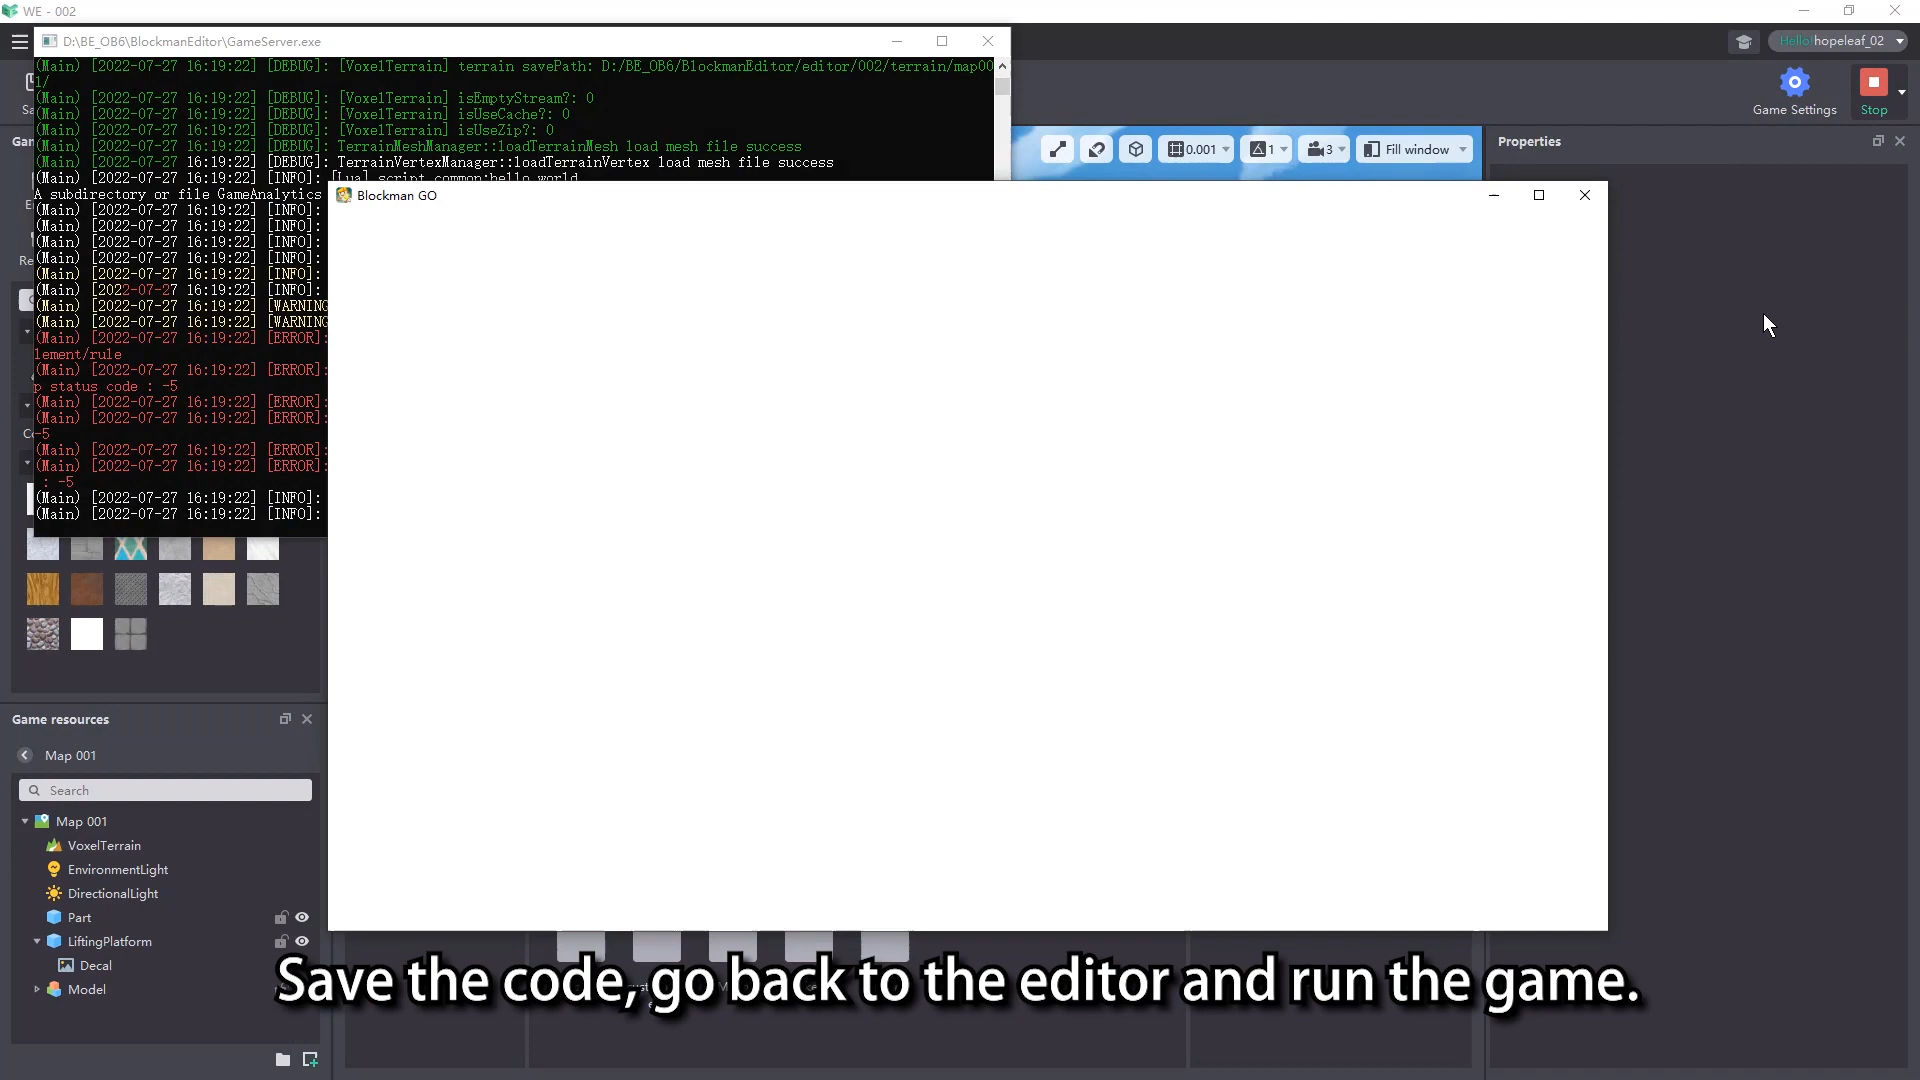 WE - 002
D:\BE_OB6\BlockmanEditor\GameServer.exe
Hello! hopeleaf_02
(Main) [2022-07-27 16:19:22] [DEBUG]: [VoxelTerrain] terrain savePath: D:/BE_OB6/BlockmanEditor/editor/002/terrain/map00
1/
(Main) [2022-07-27 16:19:22] [DEBUG]: [VoxelTerrain] isEmptyStream?: 0
(Main) [2022-07-27 16:19:22] [DEBUG]: [VoxelTerrain] isUseCache?: 0
(Main) [2022-07-27 16:19:22] [DEBUG]: [VoxelTerrain] isUseZip?: 0
(Main) [2022-07-27 16:19:22] [DEBUG]: TerrainMeshManager::loadTerrainMesh load mesh file success
(Main) [2022-07-27 16:19:22] [DEBUG]: TerrainVertexManager::loadTerrainVertex load mesh file success
(Main) [2022-07-27 16:19:22] [INFO]: [Lua] script_common:hello world
A subdirectory or file GameAnalytics
(Main) [2022-07-27 16:19:22] [INFO]:
(Main) [2022-07-27 16:19:22] [INFO]:
(Main) [2022-07-27 16:19:22] [INFO]:
(Main) [2022-07-27 16:19:22] [INFO]:
(Main) [2022-07-27 16:19:22] [INFO]:
(Main) [2022-07-27 16:19:22] [INFO]:
(Main) [2022-07-27 16:19:22] [WARNING
(Main) [2022-07-27 16:19:22] [WARNING
(Main) [2022-07-27 16:19:22] [ERROR]:
lement/rule
(Main) [2022-07-27 16:19:22] [ERROR]:
p status code : -5
(Main) [2022-07-27 16:19:22] [ERROR]:
(Main) [2022-07-27 16:19:22] [ERROR]:
-5
(Main) [2022-07-27 16:19:22] [ERROR]:
(Main) [2022-07-27 16:19:22] [ERROR]:
: -5
(Main) [2022-07-27 16:19:22] [INFO]:
(Main) [2022-07-27 16:19:22] [INFO]:
Game Settings
Stop
0.001
1
3
Fill window
Properties
Blockman GO
Game resources
Map 001
Search
Map 001
VoxelTerrain
EnvironmentLight
DirectionalLight
Part
LiftingPlatform
Decal
Model
Save the code, go back to the editor and run the game.